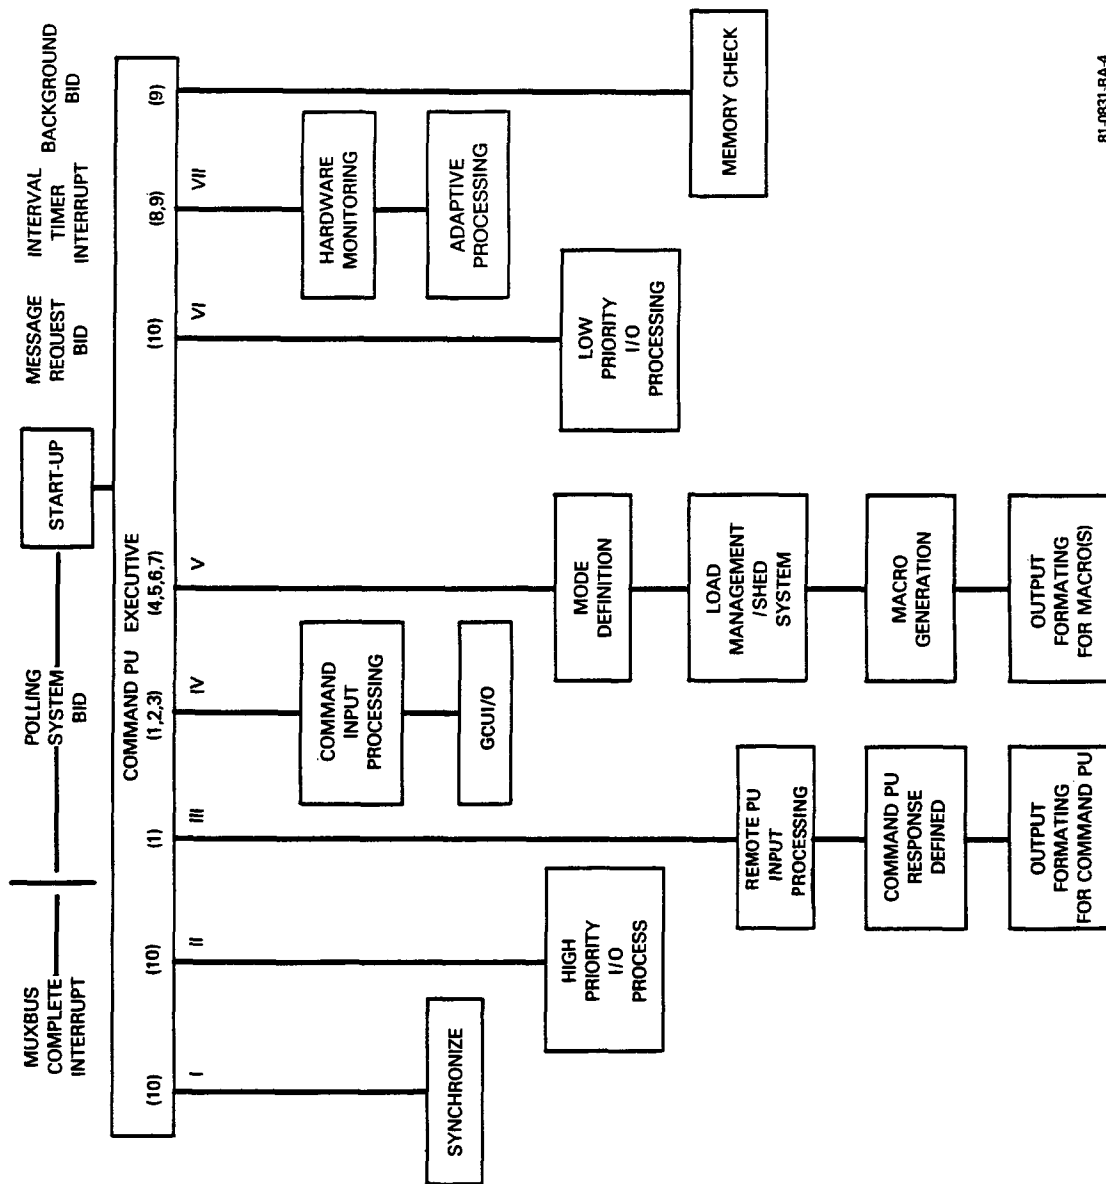 MUXBUS
COMPLETE
INTERRUPT
POLLING
SYSTEM
BID
START-UP
MESSAGE
REQUEST
BID
INTERVAL
TIMER
INTERRUPT
BACKGROUND
BID
COMMAND PU EXECUTIVE
(10)
(10)
(1)
(1,2,3)
(4,5,6,7)
(10)
(8,9)
(9)
I
II
III
IV
V
VI
VII
SYNCHRONIZE
HIGH
PRIORITY
I/O
PROCESS
REMOTE PU
INPUT
PROCESSING
COMMAND PU
RESPONSE
DEFINED
OUTPUT
FORMATING
FOR COMMAND PU
COMMAND
INPUT
PROCESSING
GCUI/O
MODE
DEFINITION
LOAD
MANAGEMENT
/SHED
SYSTEM
MACRO
GENERATION
OUTPUT
FORMATING
FOR MACRO(S)
LOW
PRIORITY
I/O
PROCESSING
HARDWARE
MONITORING
ADAPTIVE
PROCESSING
MEMORY CHECK
81-0831-BA-4